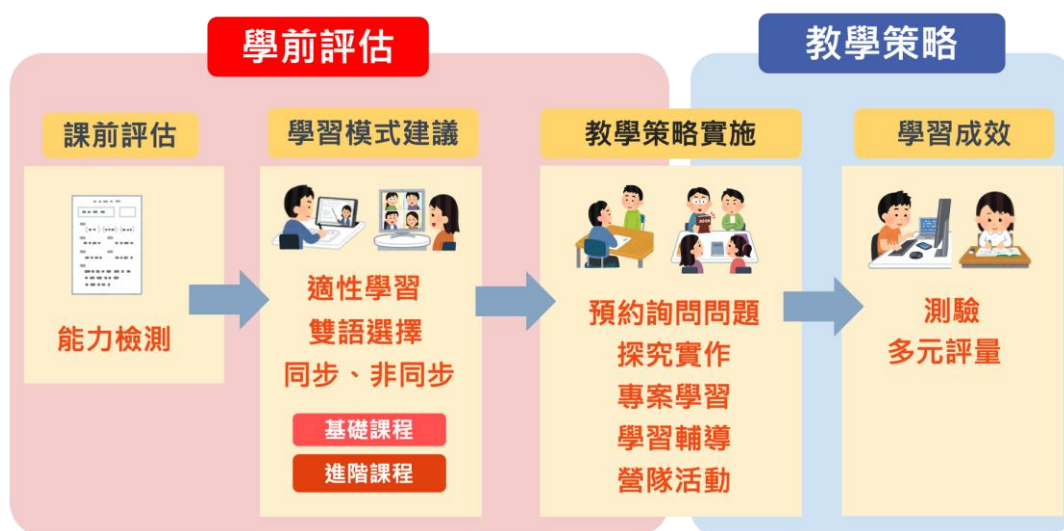 學前評估
教學策略
課前評估
能力檢測
學習模式建議
適性學習
雙語選擇
同步、非同步
基礎課程
進階課程
教學策略實施
預約詢問問題
探究實作
專案學習
學習輔導
營隊活動
學習成效
測驗
多元評量